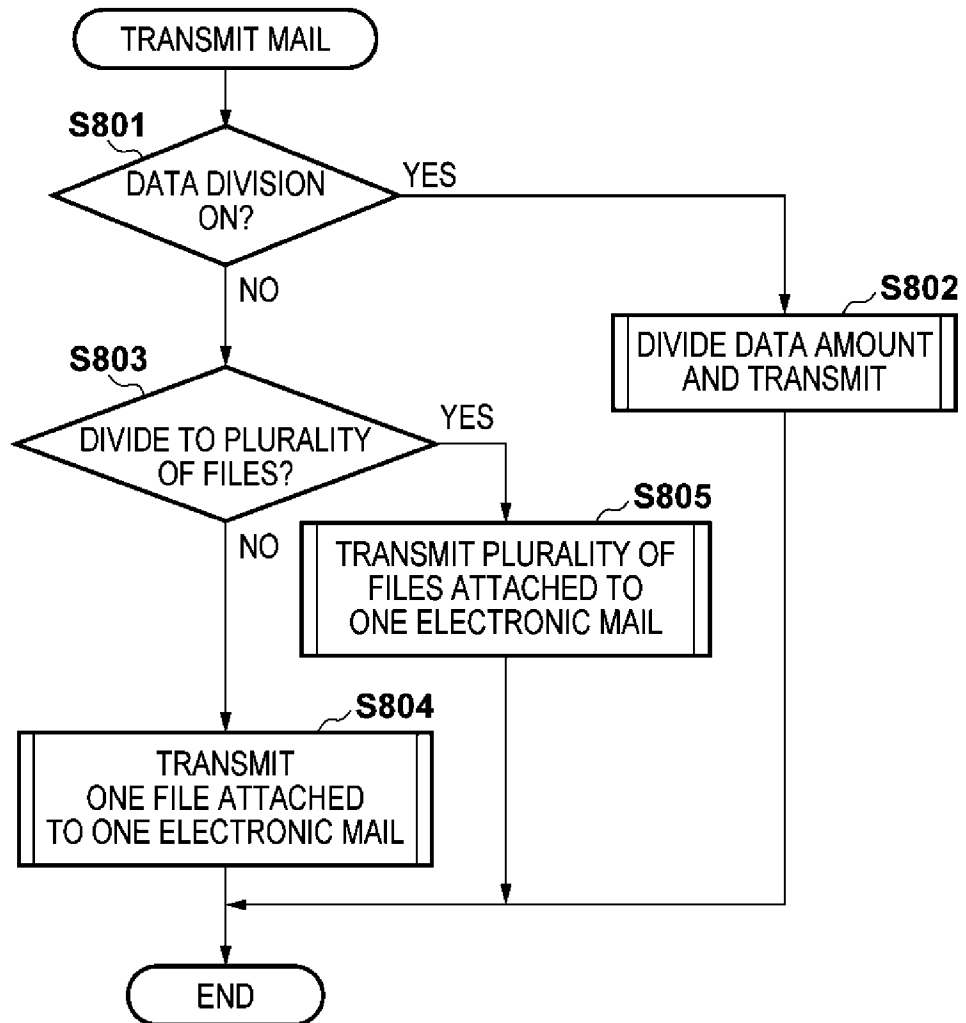 TRANSMIT MAIL
S801
DATA DIVISION
ON?
YES
NO
S802
DIVIDE DATA AMOUNT
AND TRANSMIT
S803
DIVIDE TO PLURALITY
OF FILES?
YES
NO
S805
TRANSMIT PLURALITY OF
FILES ATTACHED TO
ONE ELECTRONIC MAIL
S804
TRANSMIT
ONE FILE ATTACHED
TO ONE ELECTRONIC MAIL
END